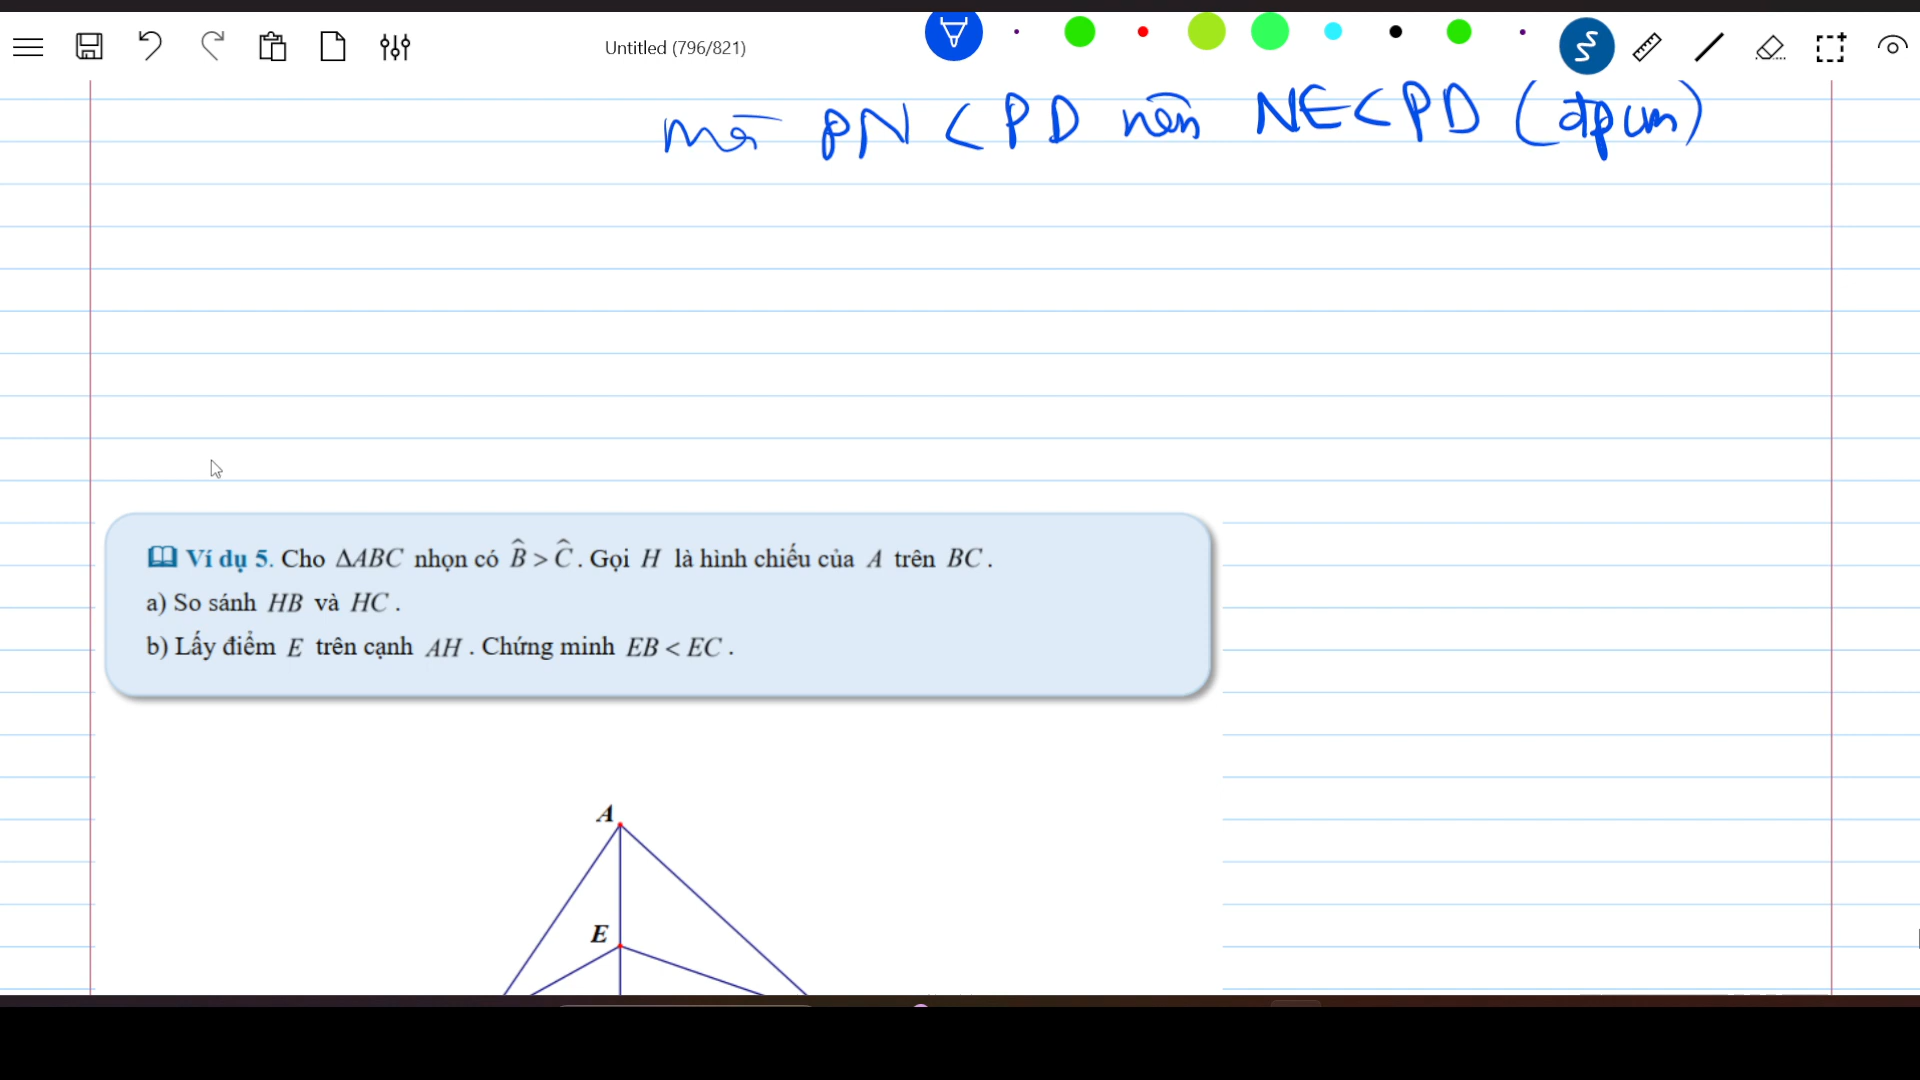 Untitled (796/821)
mà PN < PD nên NE < PD (đpcm)
Ví dụ 5. Cho ΔABC nhọn có B̂ > Ĉ. Gọi H là hình chiếu của A trên BC.
a) So sánh HB và HC.
b) Lấy điểm E trên cạnh AH. Chứng minh EB < EC.
A
E